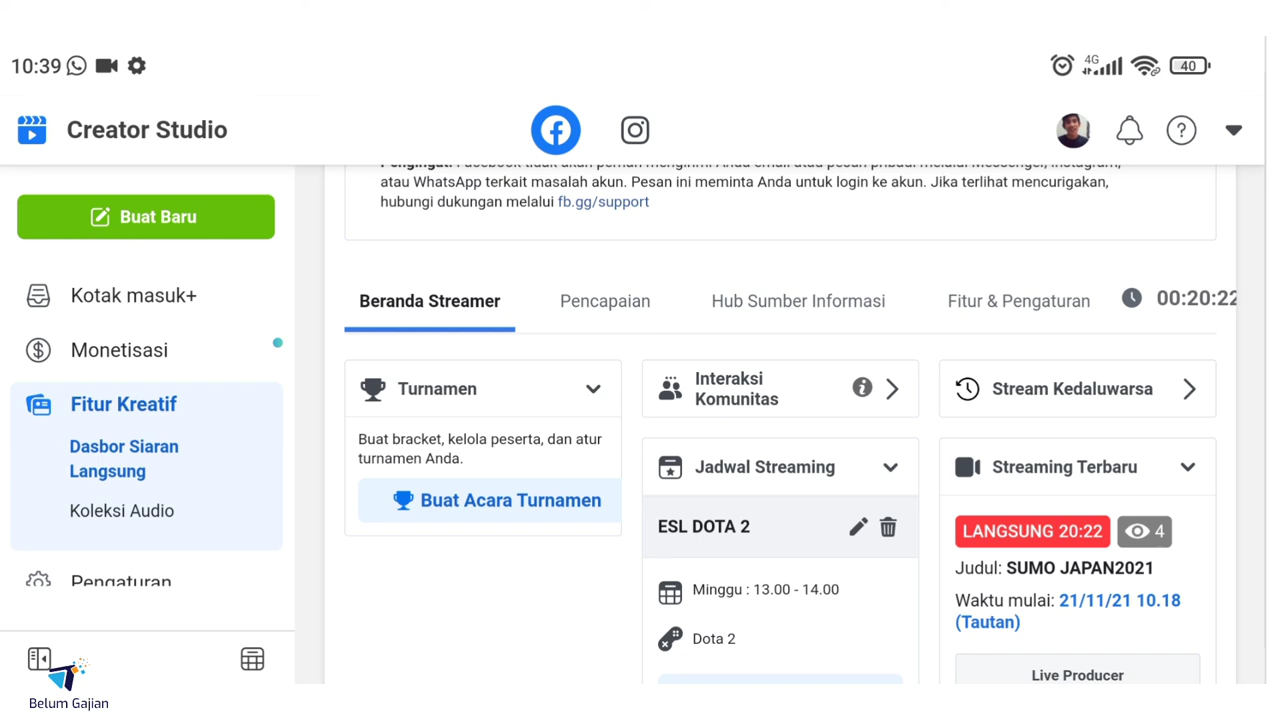 10:39
4G
40
Creator Studio
Pengingat: Facebook tidak akan pernah mengirimi Anda email atau pesan pribadi melalui Messenger, Instagram,
atau WhatsApp terkait masalah akun. Pesan ini meminta Anda untuk login ke akun. Jika terlihat mencurigakan,
hubungi dukungan melalui fb.gg/support
Buat Baru
Kotak masuk+
Monetisasi
Fitur Kreatif
Dasbor Siaran
Langsung
Koleksi Audio
Pengaturan
Beranda Streamer
Pencapaian
Hub Sumber Informasi
Fitur & Pengaturan
00:20:22
Turnamen
Buat bracket, kelola peserta, dan atur
turnamen Anda.
Buat Acara Turnamen
Interaksi
Komunitas
Jadwal Streaming
ESL DOTA 2
Minggu : 13.00 - 14.00
Dota 2
Stream Kedaluwarsa
Streaming Terbaru
LANGSUNG 20:22
4
Judul: SUMO JAPAN2021
Waktu mulai: 21/11/21 10.18
(Tautan)
Live Producer
Belum Gajian